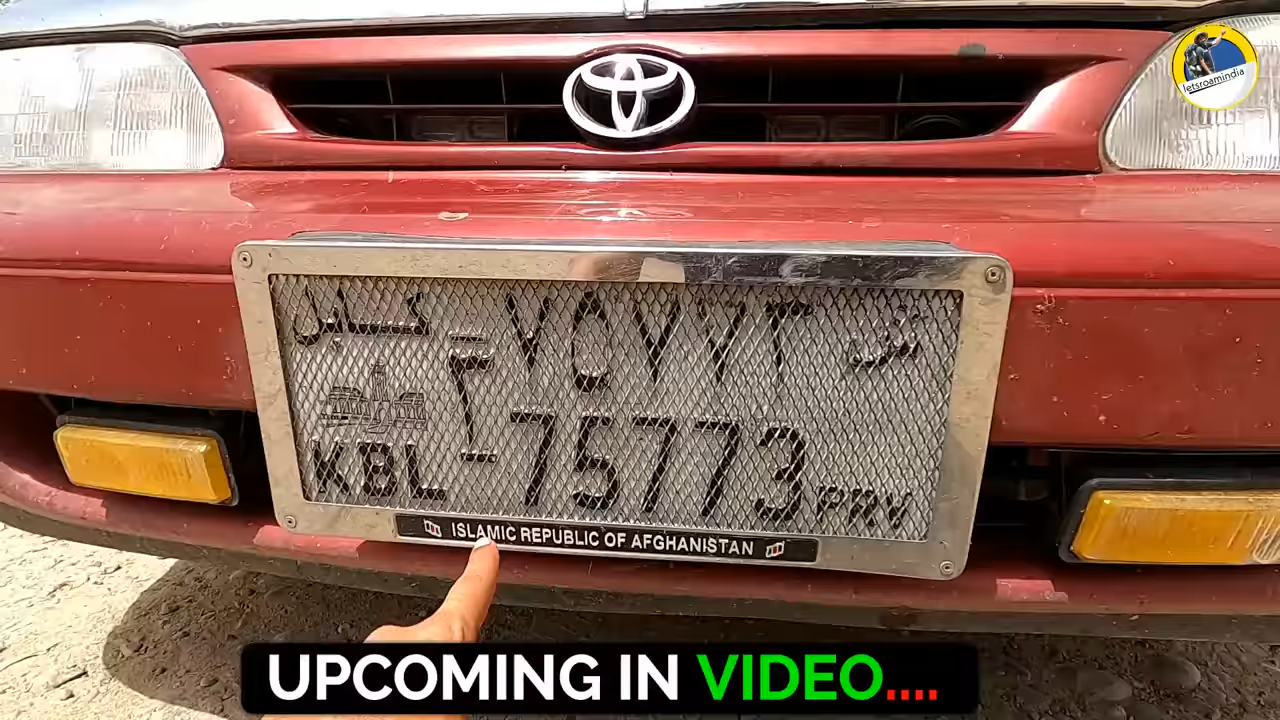 letsroamindia
ش ۷۵۷۷۳ کابل
KBL 75773 PRV
ISLAMIC REPUBLIC OF AFGHANISTAN
UPCOMING IN VIDEO....